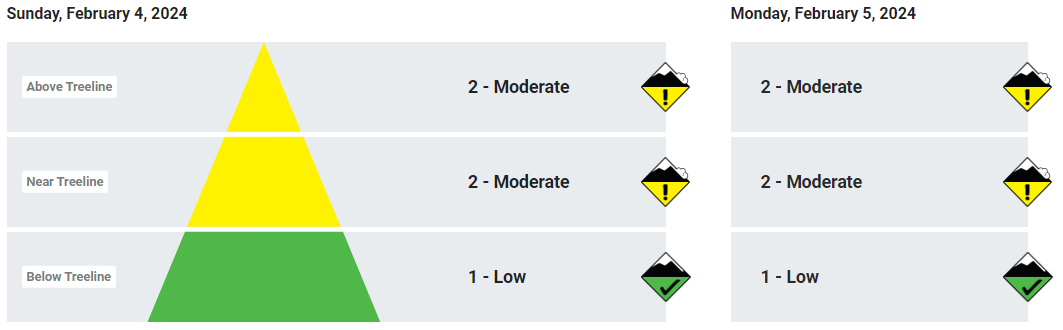 Sunday, February 4, 2024
Monday, February 5, 2024
Above Treeline
2 - Moderate
!
2 - Moderate
!
Near Treeline
2 - Moderate
!
2 - Moderate
!
Below Treeline
1 - Low
1 - Low